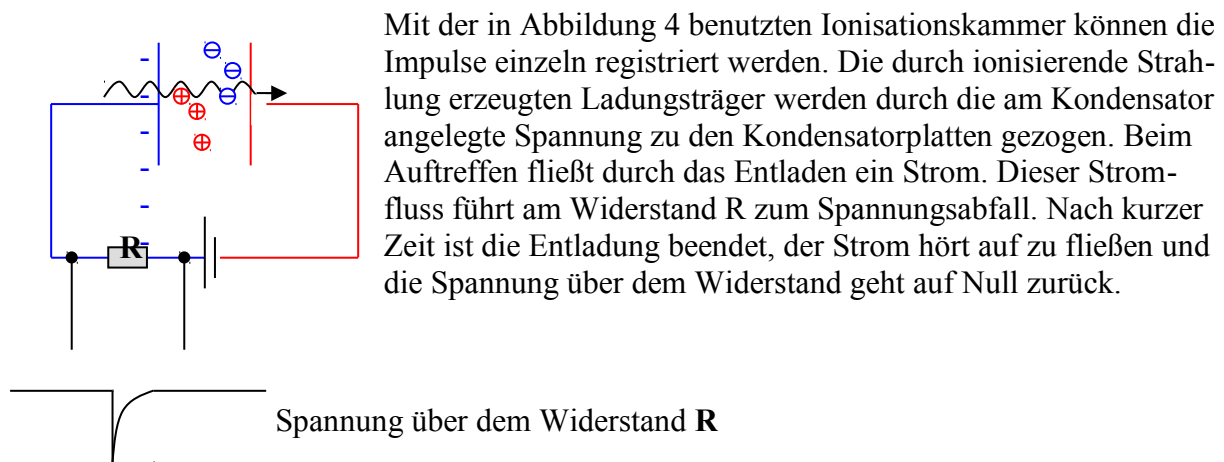 Mit der in Abbildung 4 benutzten Ionisationskammer können die
Impulse einzeln registriert werden. Die durch ionisierende Strah-
lung erzeugten Ladungsträger werden durch die am Kondensator
angelegte Spannung zu den Kondensatorplatten gezogen. Beim
Auftreffen fließt durch das Entladen ein Strom. Dieser Strom-
fluss führt am Widerstand R zum Spannungsabfall. Nach kurzer
Zeit ist die Entladung beendet, der Strom hört auf zu fließen und
die Spannung über dem Widerstand geht auf Null zurück.
R
Spannung über dem Widerstand R